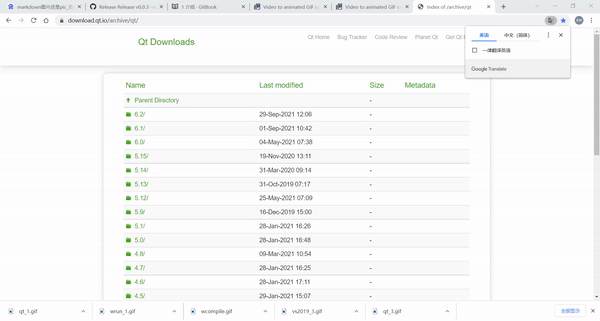 markdown图片还是pic_
Release Release v0.0.3
1 介绍 · GitBook
Video to animated GIF c
Video to animated GIF c
Index of /archive/qt/
download.qt.io/archive/qt/
英语
中文（简体）
一律翻译英语
Google Translate
Qt Downloads
Qt Home
Bug Tracker
Code Review
Planet Qt
Get Qt
Name Last modified Size Metadata
Parent Directory -
6.2/ 29-Sep-2021 12:06 -
6.1/ 01-Sep-2021 10:42 -
6.0/ 04-May-2021 07:38 -
5.15/ 19-Nov-2020 13:11 -
5.14/ 31-Mar-2020 09:14 -
5.13/ 31-Oct-2019 07:17 -
5.12/ 25-May-2021 07:09 -
5.9/ 16-Dec-2019 15:00 -
5.1/ 28-Jan-2021 16:26 -
5.0/ 28-Jan-2021 16:48 -
4.8/ 09-Mar-2021 10:54 -
4.7/ 28-Jan-2021 16:25 -
4.6/ 28-Jan-2021 17:11 -
4.5/ 29-Jan-2021 15:07 -
qt_1.gif
wrun_1.gif
wcompile.gif
vs2019_3.gif
qt_3.gif
全部显示